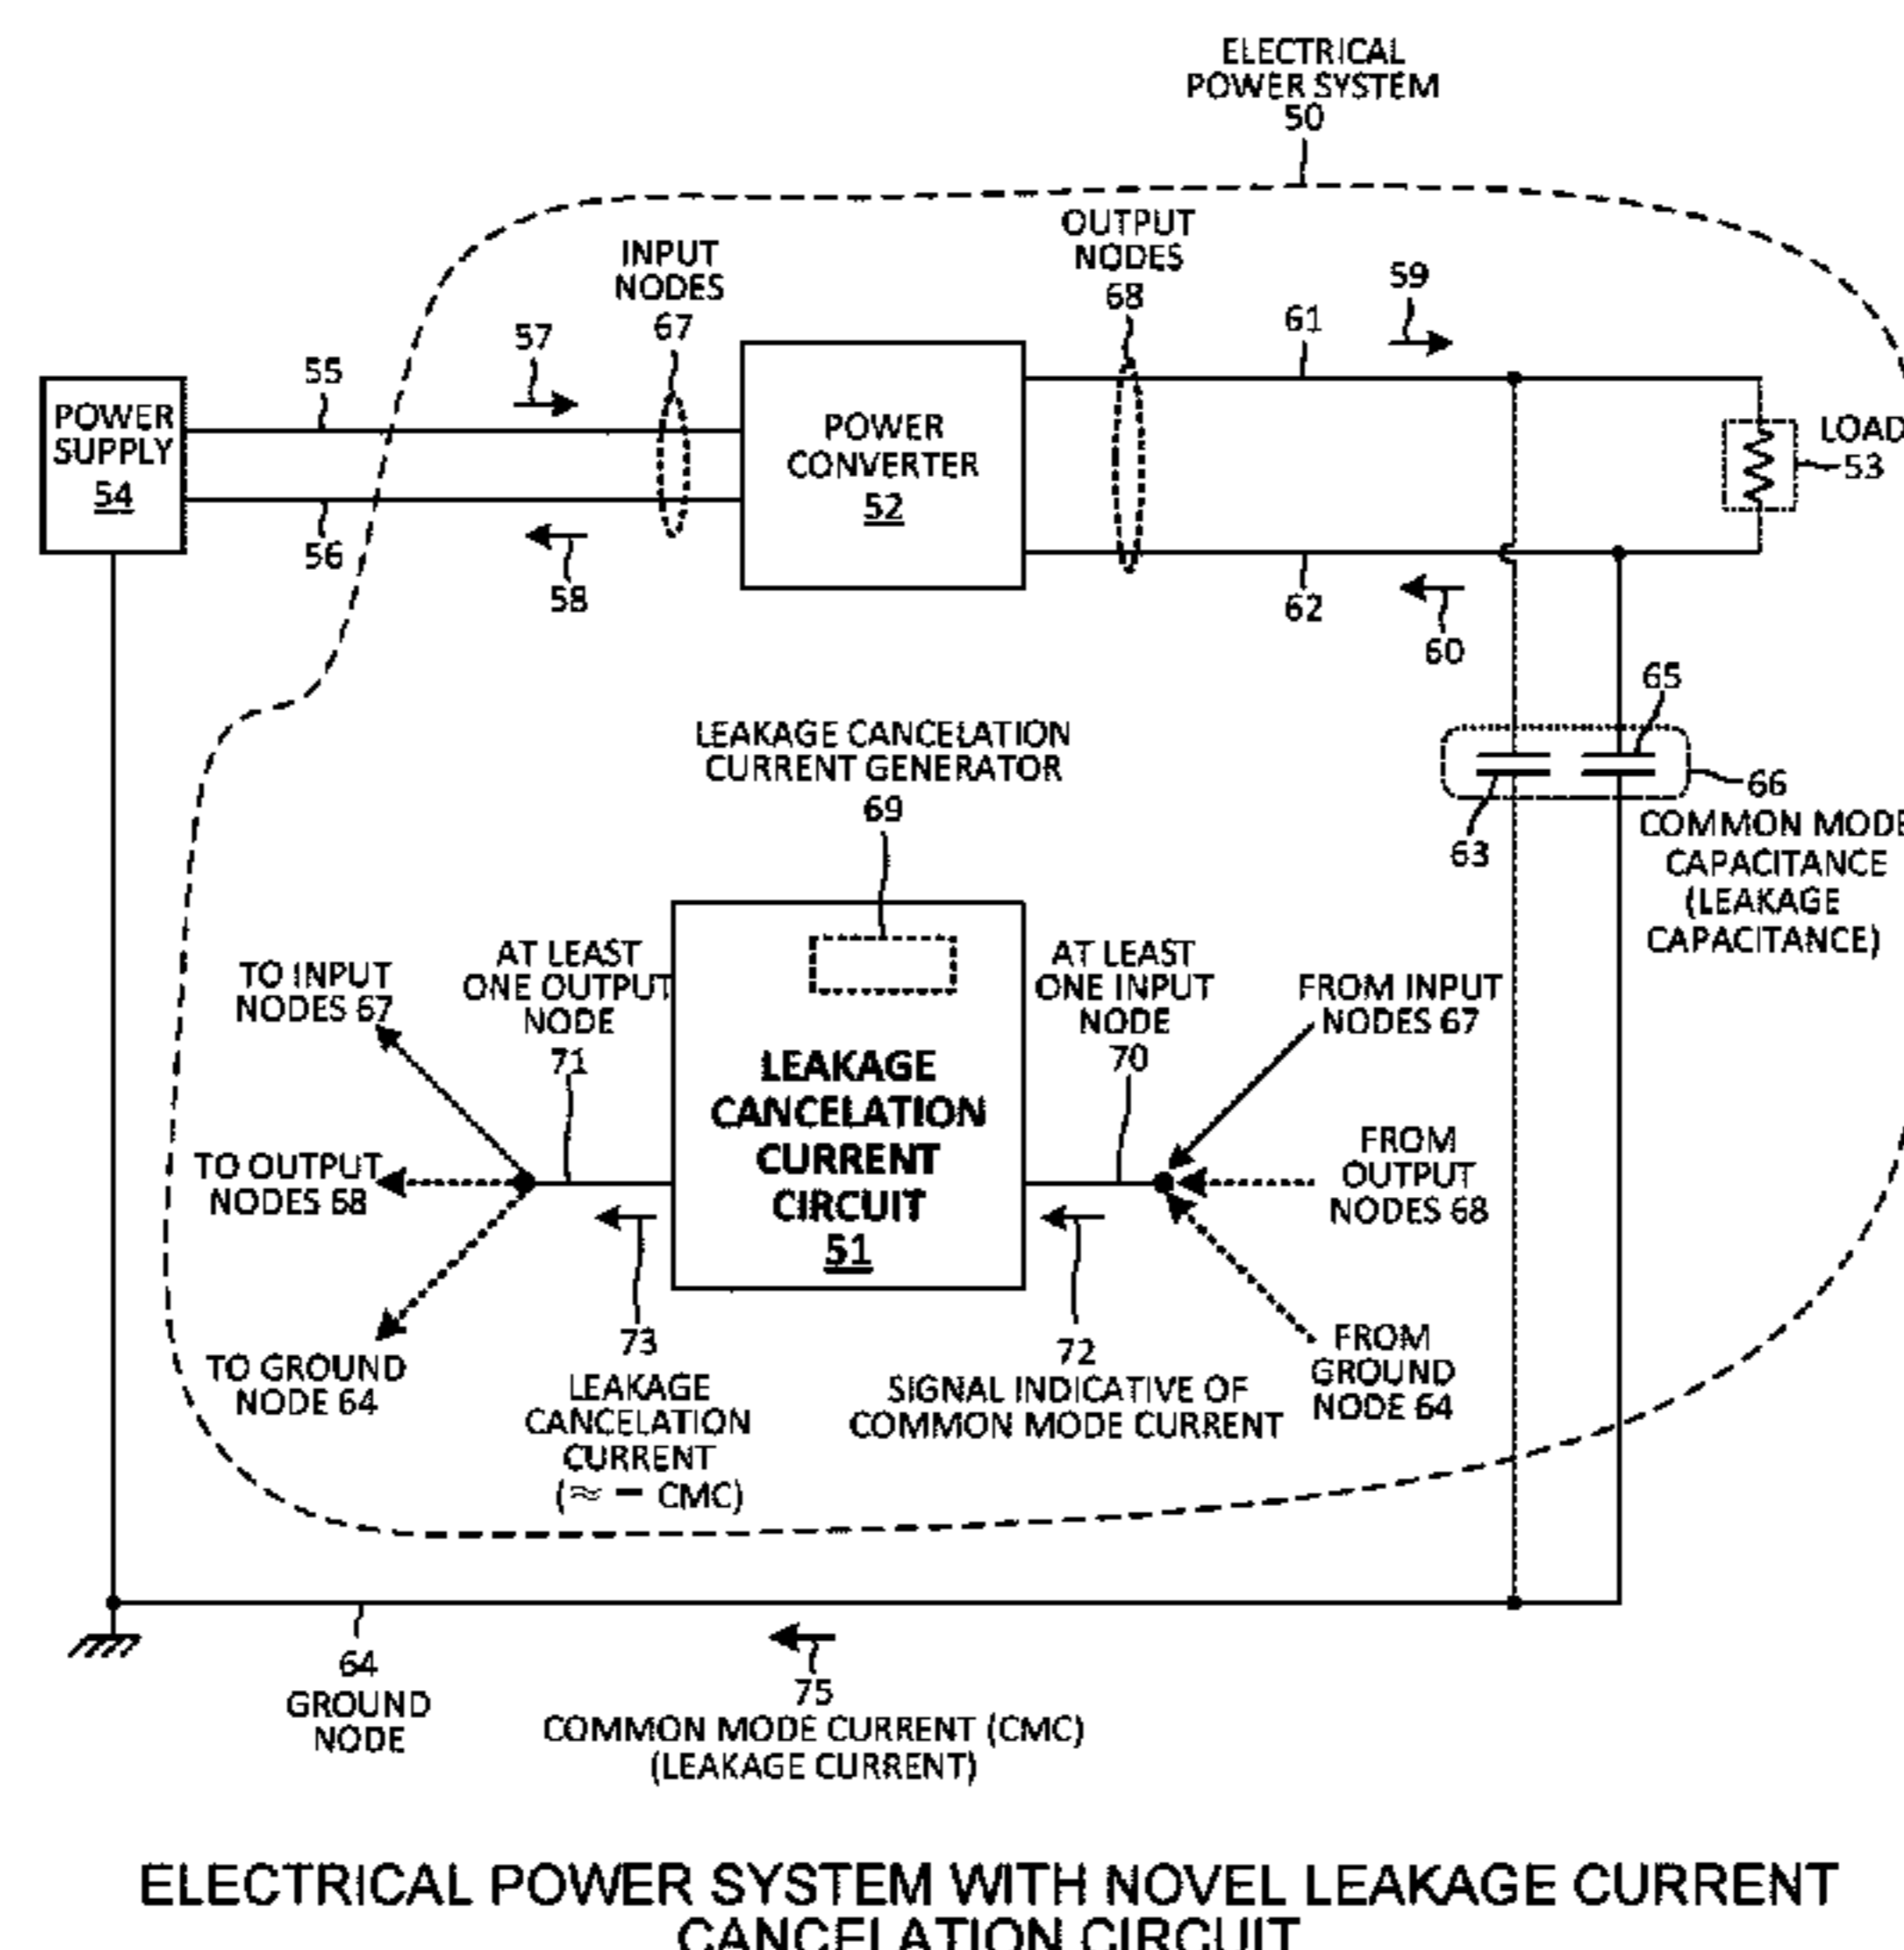 ELECTRICAL
POWER SYSTEM
50
OUTPUT
NODES
68
INPUT
NODES
67
59
61
57
55
POWER
SUPPLY
54
POWER
CONVERTER
52
LOAD
53
56
58
62
60
65
LEAKAGE CANCELATION
CURRENT GENERATOR
69
66
63
COMMON MODE
CAPACITANCE
(LEAKAGE
CAPACITANCE)
AT LEAST
ONE OUTPUT
NODE
71
AT LEAST
ONE INPUT
NODE
70
TO INPUT
NODES 67
FROM INPUT
NODES 67
LEAKAGE
CANCELATION
CURRENT
CIRCUIT
51
TO OUTPUT
NODES 68
FROM
OUTPUT
NODES 68
73
72
TO GROUND
NODE 64
FROM
GROUND
NODE 64
LEAKAGE
CANCELATION
CURRENT
(≈ − CMC)
SIGNAL INDICATIVE OF
COMMON MODE CURRENT
64
GROUND
NODE
75
COMMON MODE CURRENT (CMC)
(LEAKAGE CURRENT)
ELECTRICAL POWER SYSTEM WITH NOVEL LEAKAGE CURRENT
CANCELATION CIRCUIT